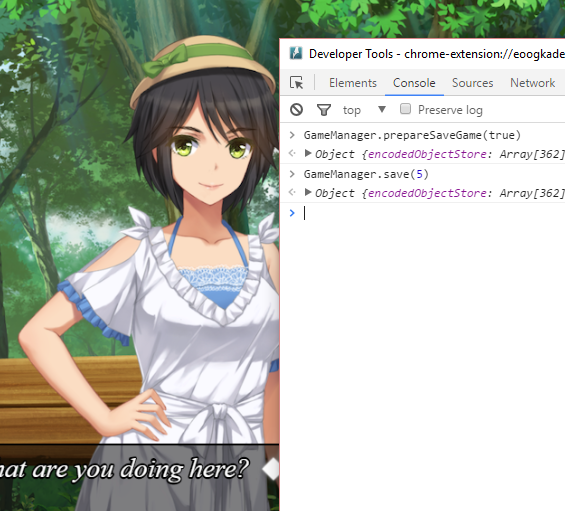 Developer Tools - chrome-extension://eoogkade
Elements Console Sources Network
top Preserve log
> GameManager.prepareSaveGame(true)
Object {encodedObjectStore: Array[362]
> GameManager.save(5)
Object {encodedObjectStore: Array[362]
>
hat are you doing here?